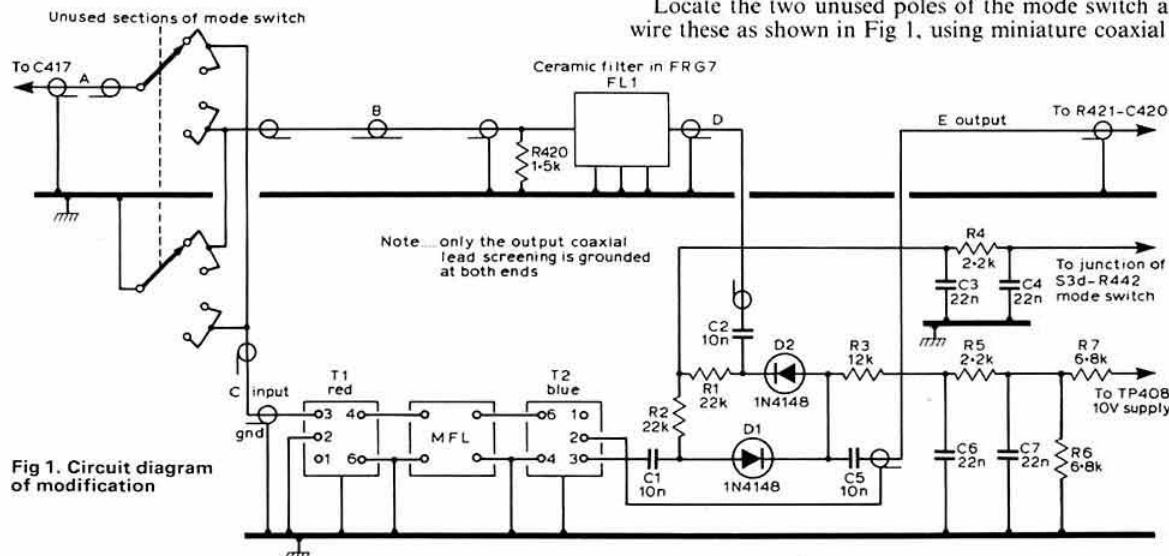 Locate the two unused poles of the mode switch a
wire these as shown in Fig 1, using miniature coaxial
Unused sections of mode switch
To C417
A
B
Ceramic filter in FRG7
FL1
D
To R421-C420
E output
R420
1·5k
Note....only the output coaxial
lead screening is grounded
at both ends
R4
2·2k
To junction of
S3d-R442
mode switch
C3
22n
C4
22n
C2
10n
D2
1N4148
R3
12k
R5
2·2k
R7
6·8k
To TP408
10V supply
R1
22k
R2
22k
D1
1N4148
C input
gnd
T1
red
3 4
2
1 6
MFL
T2
blue
6 1
2
4 3
C1
10n
C5
10n
C6
22n
C7
22n
R6
6·8k
Fig 1. Circuit diagram
of modification